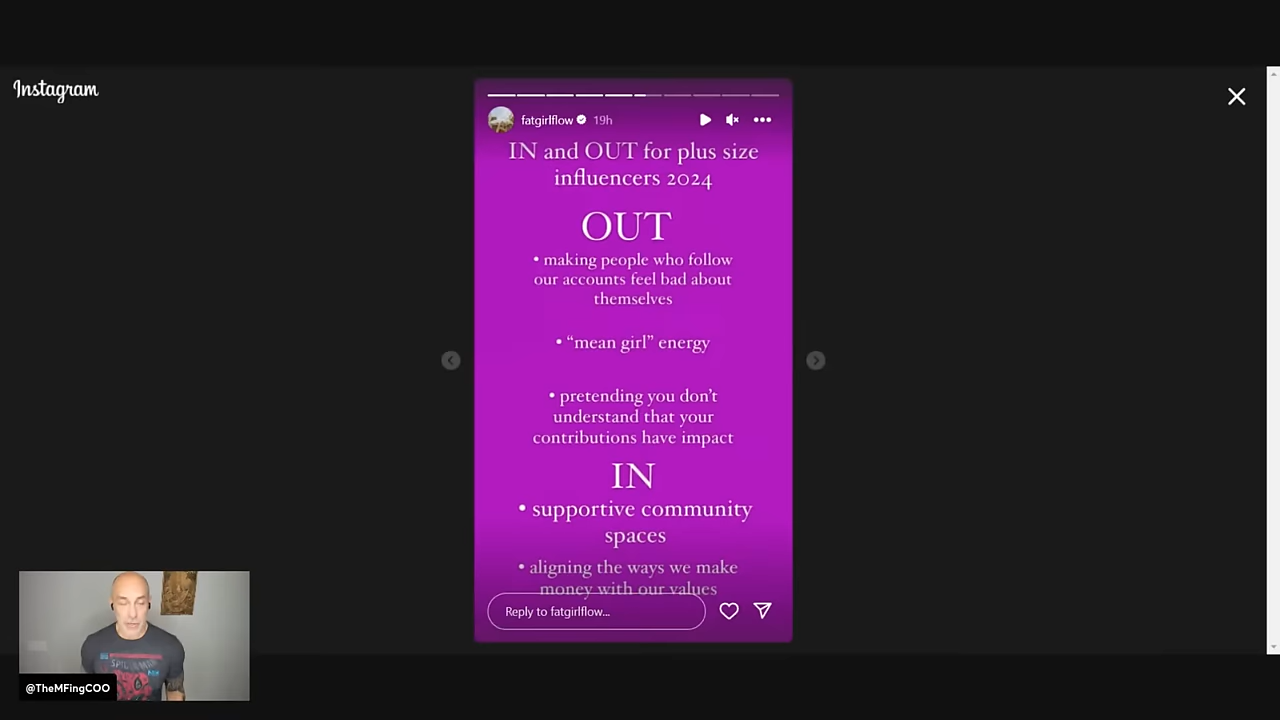 Instagram
fatgirlflow 19h
IN and OUT for plus size
influencers 2024
OUT
• making people who follow
our accounts feel bad about
themselves
• “mean girl” energy
• pretending you don’t
understand that your
contributions have impact
IN
• supportive community
spaces
• aligning the ways we make
money with our values
Reply to fatgirlflow...
@TheMFingCOO